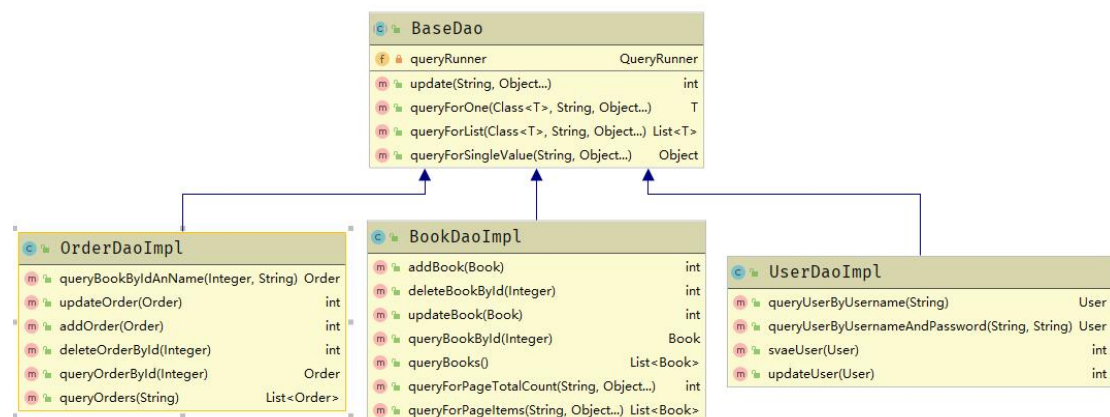 BaseDao
queryRunner QueryRunner
update(String, Object...) int
queryForOne(Class<T>, String, Object...) T
queryForList(Class<T>, String, Object...) List<T>
queryForSingleValue(String, Object...) Object
OrderDaoImpl
queryBookByIdAnName(Integer, String) Order
updateOrder(Order) int
addOrder(Order) int
deleteOrderById(Integer) int
queryOrderById(Integer) Order
queryOrders(String) List<Order>
BookDaoImpl
addBook(Book) int
deleteBookById(Integer) int
updateBook(Book) int
queryBookById(Integer) Book
queryBooks() List<Book>
queryForPageTotalCount(String, Object...) int
queryForPageItems(String, Object...) List<Book>
UserDaoImpl
queryUserByUsername(String) User
queryUserByUsernameAndPassword(String, String) User
svaeUser(User) int
updateUser(User) int